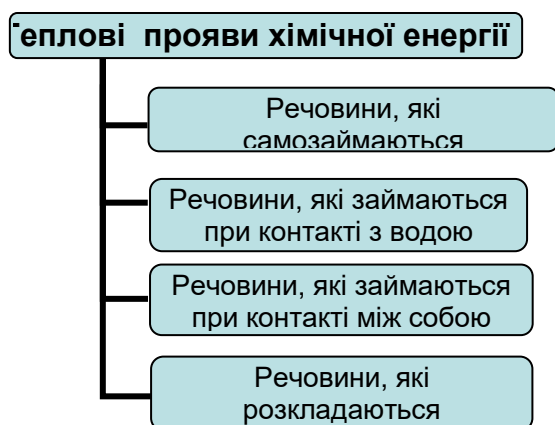 Теплові прояви хімічної енергії
Речовини, які
самозаймаються
Речовини, які займаються
при контакті з водою
Речовини, які займаються
при контакті між собою
Речовини, які
розкладаються